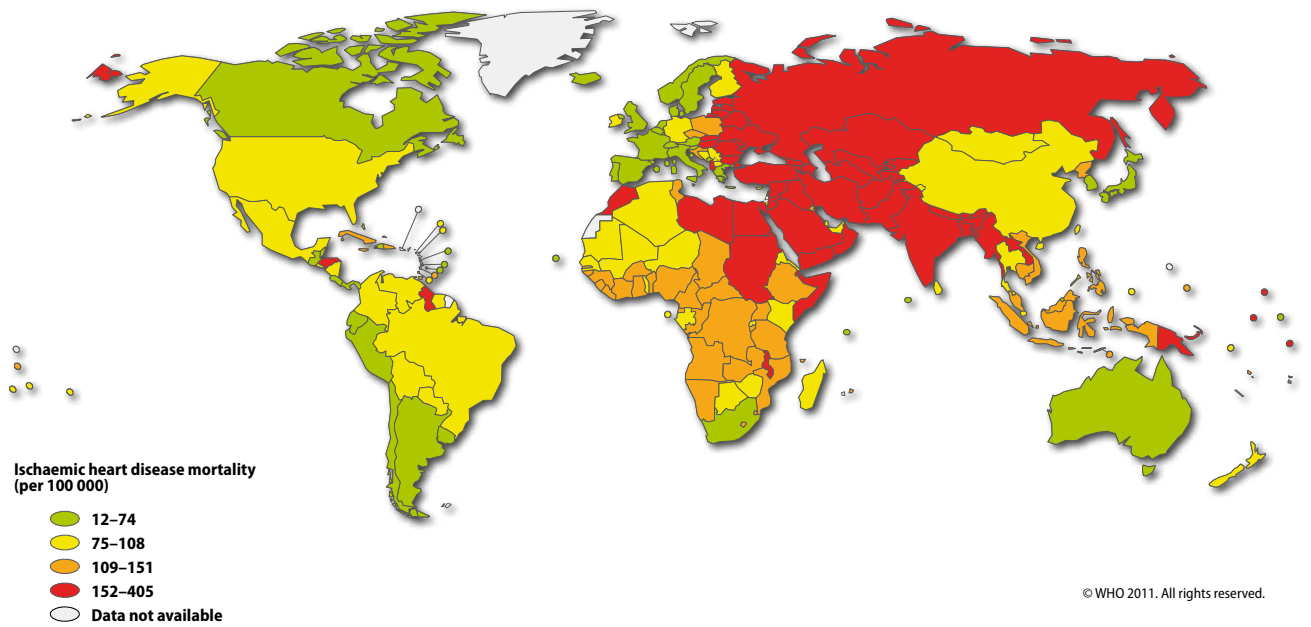 Ischaemic heart disease mortality
(per 100 000)
12–74
75–108
109–151
152–405
Data not available
© WHO 2011. All rights reserved.